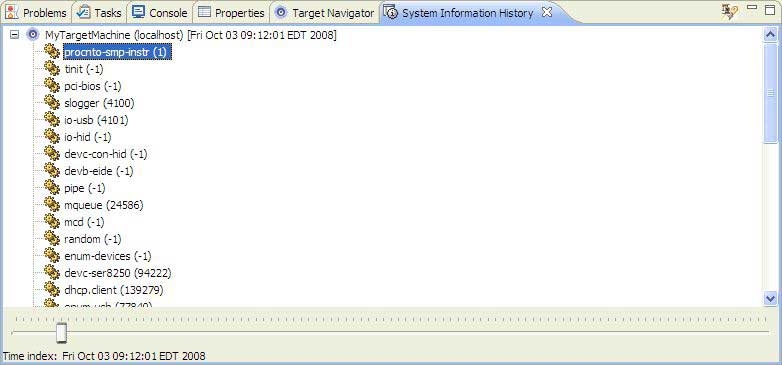 Problems Tasks Console Properties Target Navigator System Information History
MyTargetMachine (localhost) [Fri Oct 03 09:12:01 EDT 2008]
procnto-smp-instr (1)
tinit (-1)
pci-bios (-1)
slogger (4100)
io-usb (4101)
io-hid (-1)
devc-con-hid (-1)
devb-eide (-1)
pipe (-1)
mqueue (24586)
mcd (-1)
random (-1)
enum-devices (-1)
devc-ser8250 (94222)
dhcp.client (139279)
enum-usb (77840)
Time index: Fri Oct 03 09:12:01 EDT 2008